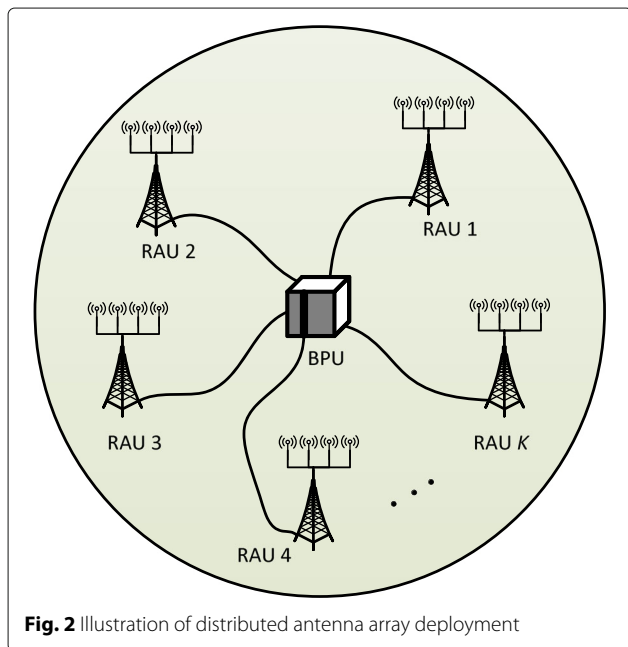 RAU 1
RAU 2
BPU
RAU 3
RAU K
RAU 4
Fig. 2 Illustration of distributed antenna array deployment